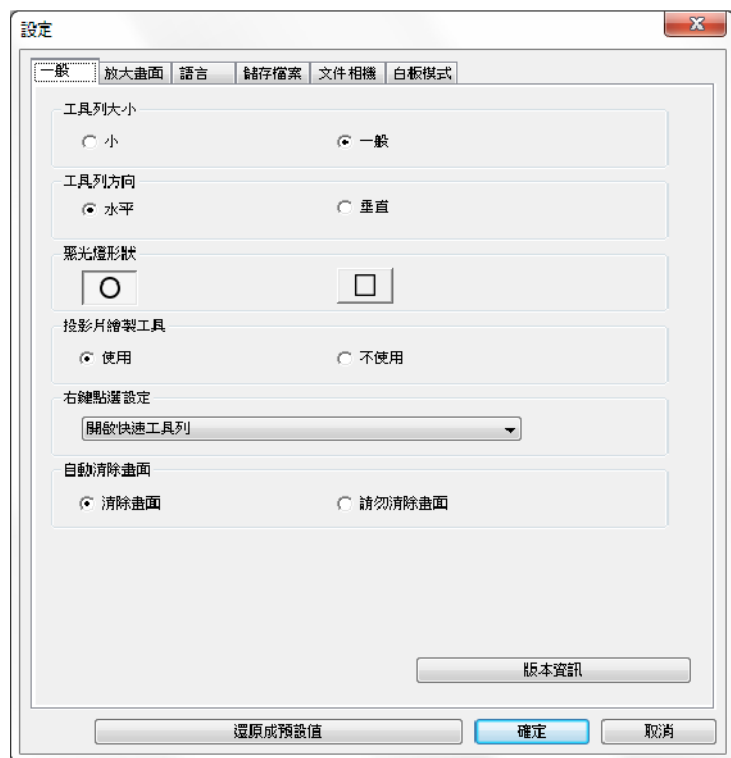 設定
一般 放大畫面 語言 儲存檔案 文件相機 白板模式
工具列大小
小 一般
工具列方向
水平 垂直
聚光燈形狀
投影片繪製工具
使用 不使用
右鍵點選設定
開啟快速工具列
自動清除畫面
清除畫面 請勿清除畫面
版本資訊
還原成預設值 確定 取消